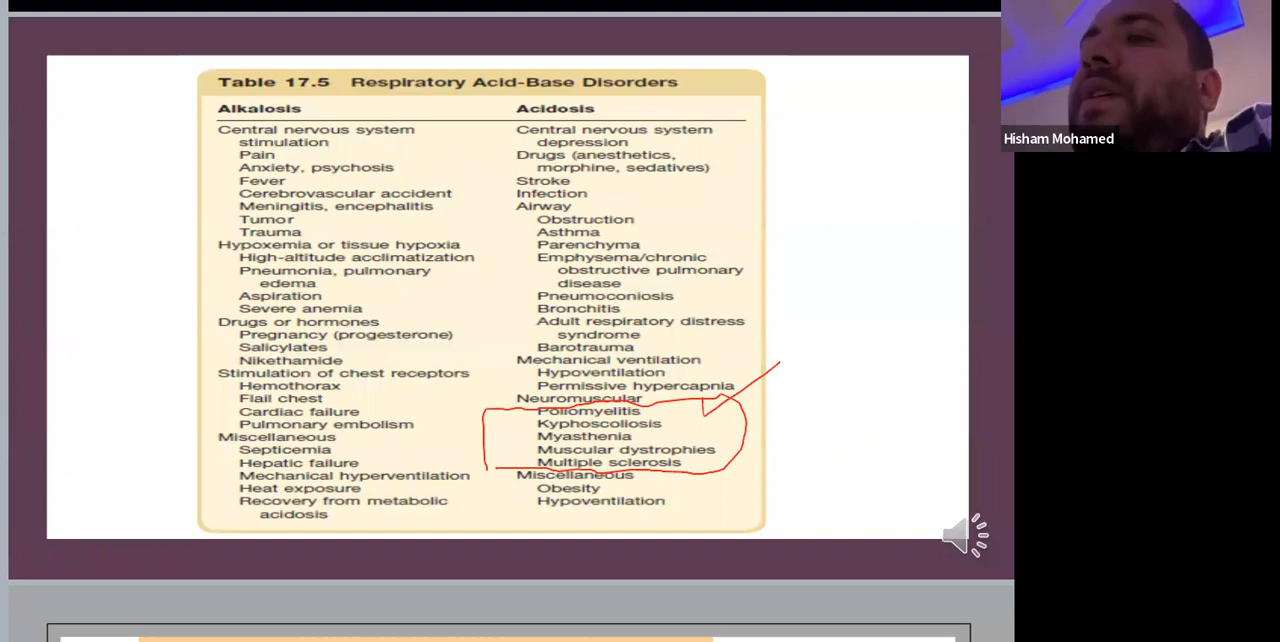 Table 17.5 Respiratory Acid-Base Disorders
Alkalosis
Central nervous system
stimulation
Pain
Anxiety, psychosis
Fever
Cerebrovascular accident
Meningitis, encephalitis
Tumor
Trauma
Hypoxemia or tissue hypoxia
High-altitude acclimatization
Pneumonia, pulmonary
edema
Aspiration
Severe anemia
Drugs or hormones
Pregnancy (progesterone)
Salicylates
Nikethamide
Stimulation of chest receptors
Hemothorax
Flail chest
Cardiac failure
Pulmonary embolism
Miscellaneous
Septicemia
Hepatic failure
Mechanical hyperventilation
Heat exposure
Recovery from metabolic
acidosis
Acidosis
Central nervous system
depression
Drugs (anesthetics,
morphine, sedatives)
Stroke
Infection
Airway
Obstruction
Asthma
Parenchyma
Emphysema/chronic
obstructive pulmonary
disease
Pneumoconiosis
Bronchitis
Adult respiratory distress
syndrome
Barotrauma
Mechanical ventilation
Hypoventilation
Permissive hypercapnia
Neuromuscular
Poliomyelitis
Kyphoscoliosis
Myasthenia
Muscular dystrophies
Multiple sclerosis
Miscellaneous
Obesity
Hypoventilation
Hisham Mohamed